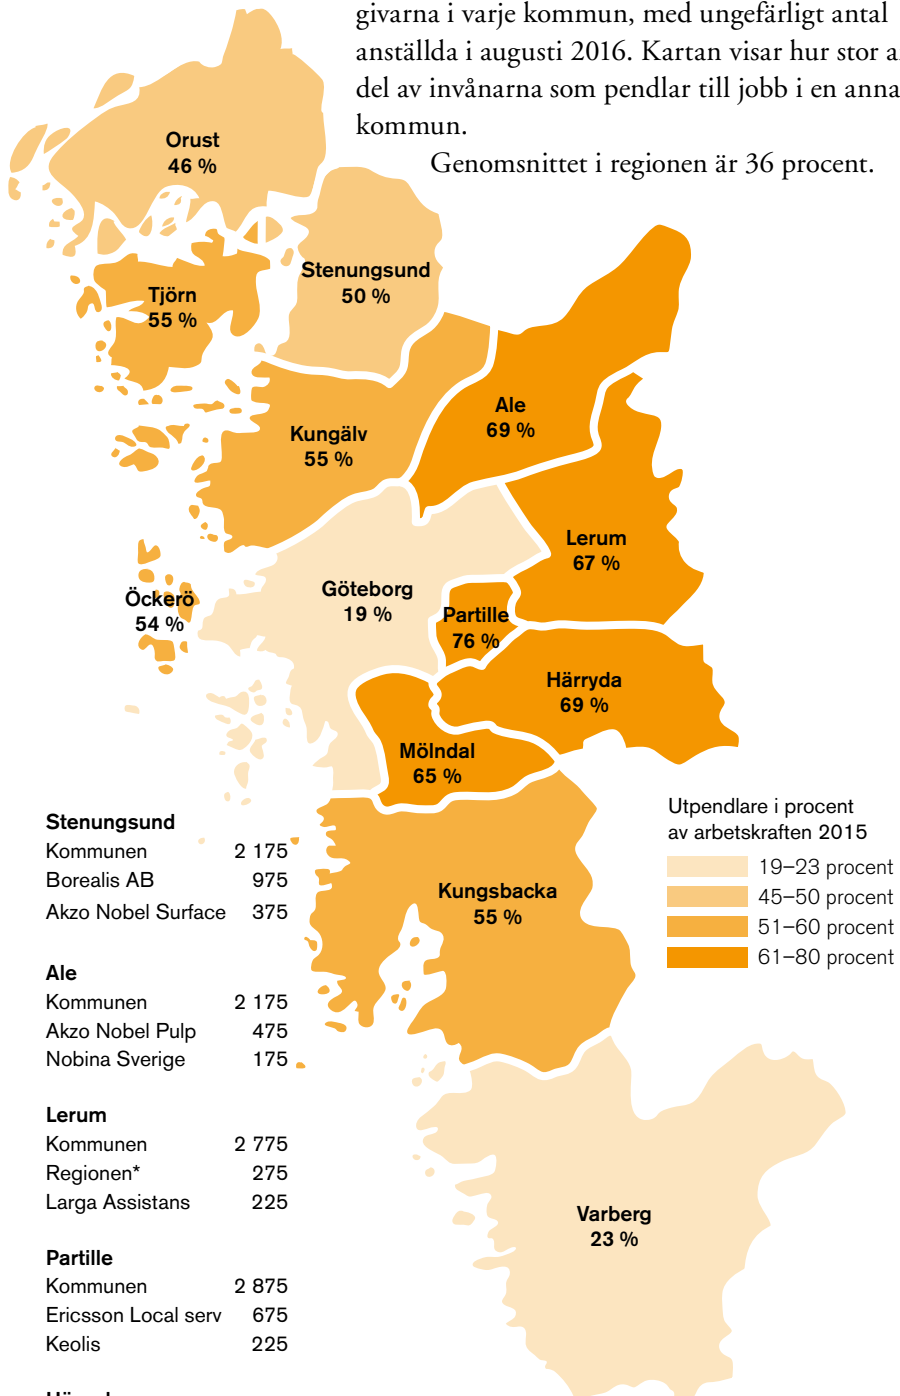 givarna i varje kommun, med ungefärligt antal
anställda i augusti 2016. Kartan visar hur stor a
del av invånarna som pendlar till jobb i en anna
kommun.
Genomsnittet i regionen är 36 procent.
Orust
46 %
Stenungsund
50 %
Tjörn
55 %
Ale
69 %
Kungälv
55 %
Lerum
67 %
Göteborg
19 %
Öckerö
54 %
Partille
76 %
Härryda
69 %
Mölndal
65 %
Kungsbacka
55 %
Varberg
23 %
Utpendlare i procent
av arbetskraften 2015
19–23 procent
45–50 procent
51–60 procent
61–80 procent
Stenungsund
Kommunen 2 175
Borealis AB 975
Akzo Nobel Surface 375
Ale
Kommunen 2 175
Akzo Nobel Pulp 475
Nobina Sverige 175
Lerum
Kommunen 2 775
Regionen* 275
Larga Assistans 225
Partille
Kommunen 2 875
Ericsson Local serv 675
Keolis 225